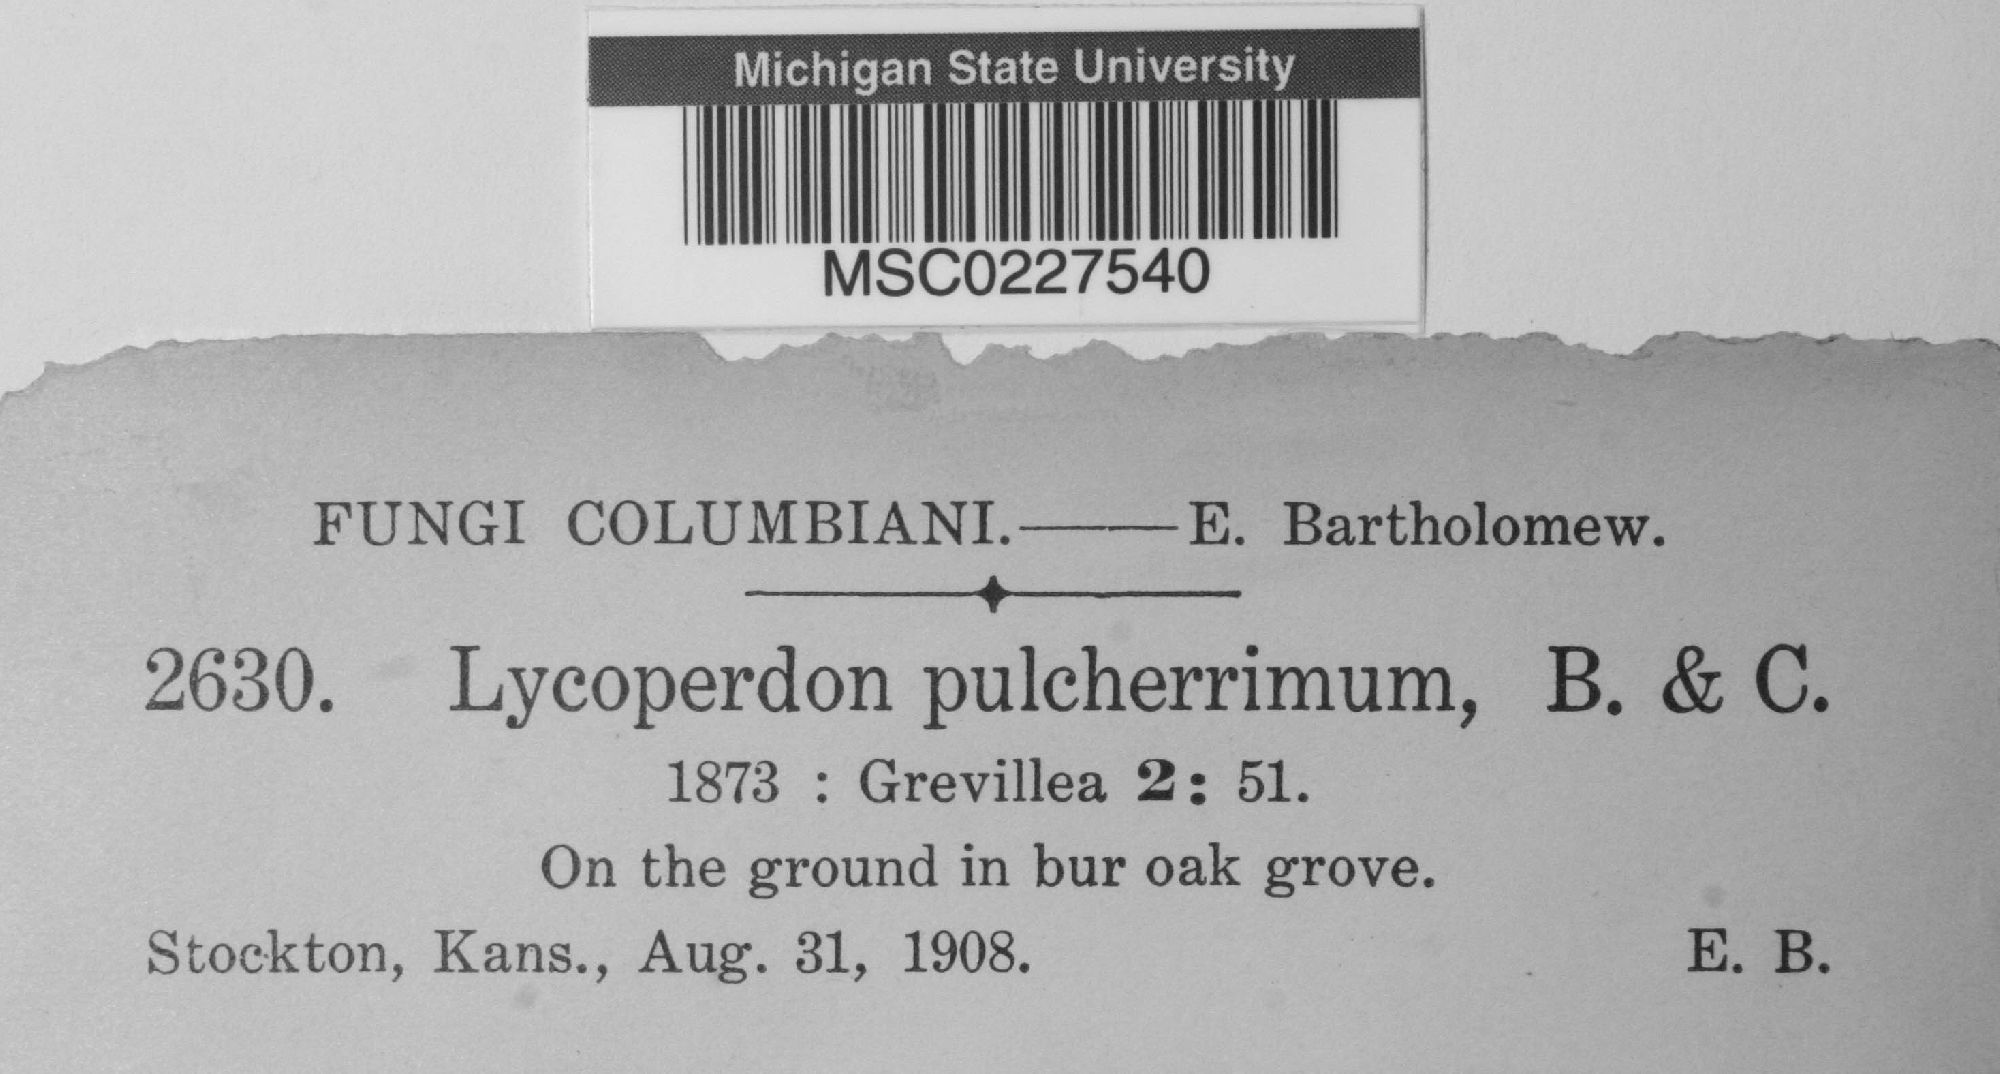 Michigan State University
MSC0227540
FUNGI COLUMBIANI.——E. Bartholomew.
2630. Lycoperdon pulcherrimum, B. & C.
1873 : Grevillea 2: 51.
On the ground in bur oak grove.
Stockton, Kans., Aug. 31, 1908. E. B.